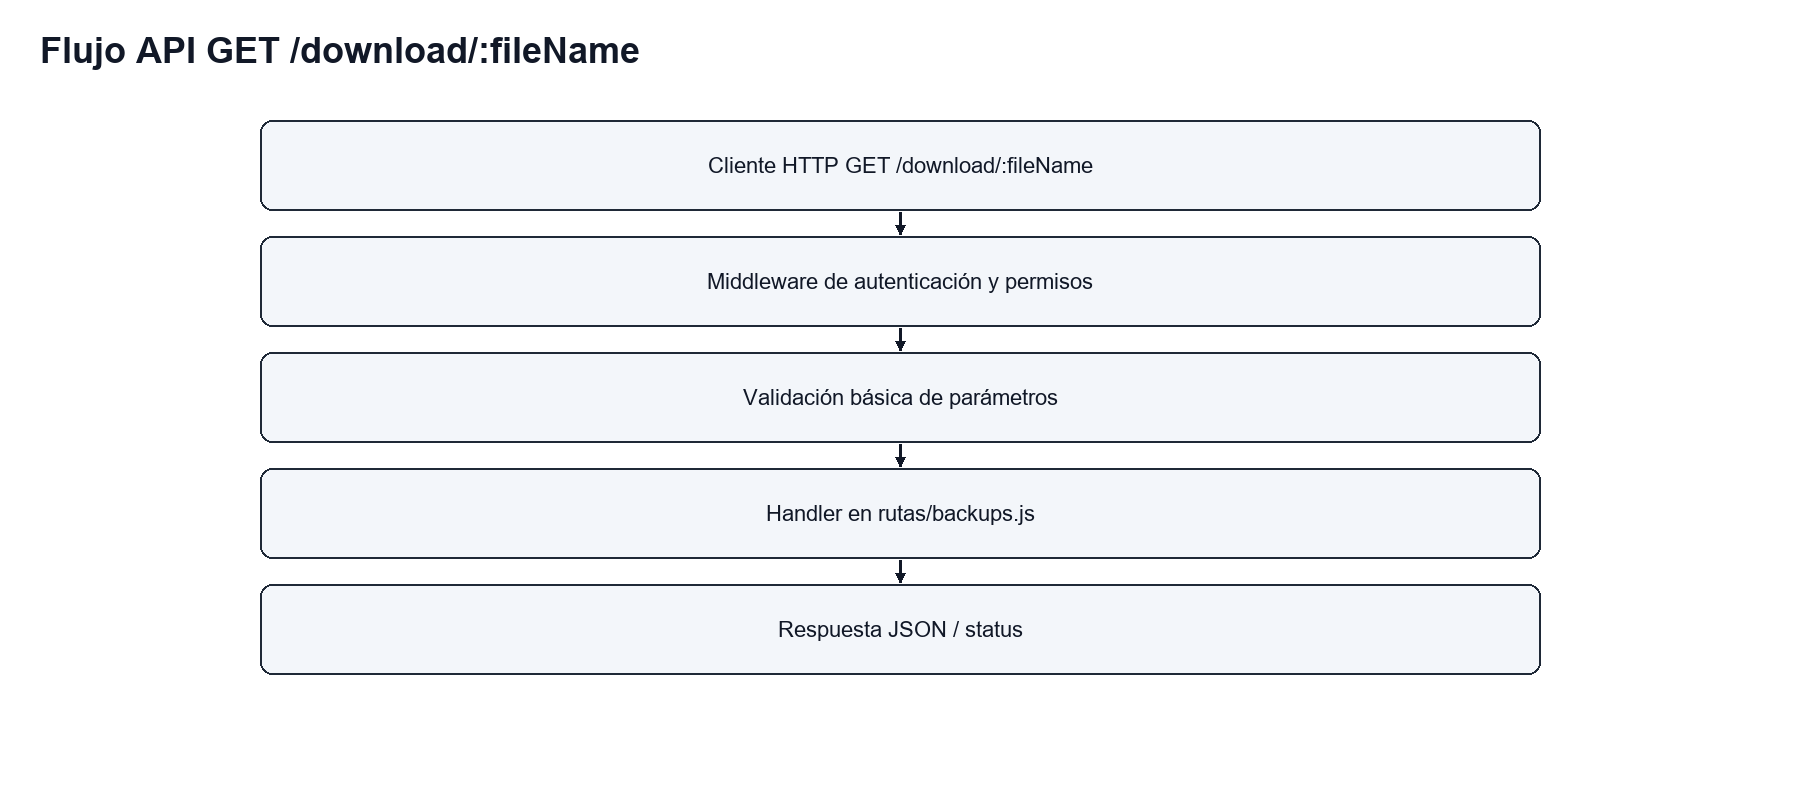 Flujo API GET /download/:fileName
Cliente HTTP GET /download/:fileName
Middleware de autenticación y permisos
Validación básica de parámetros
Handler en rutas/backups.js
Respuesta JSON / status